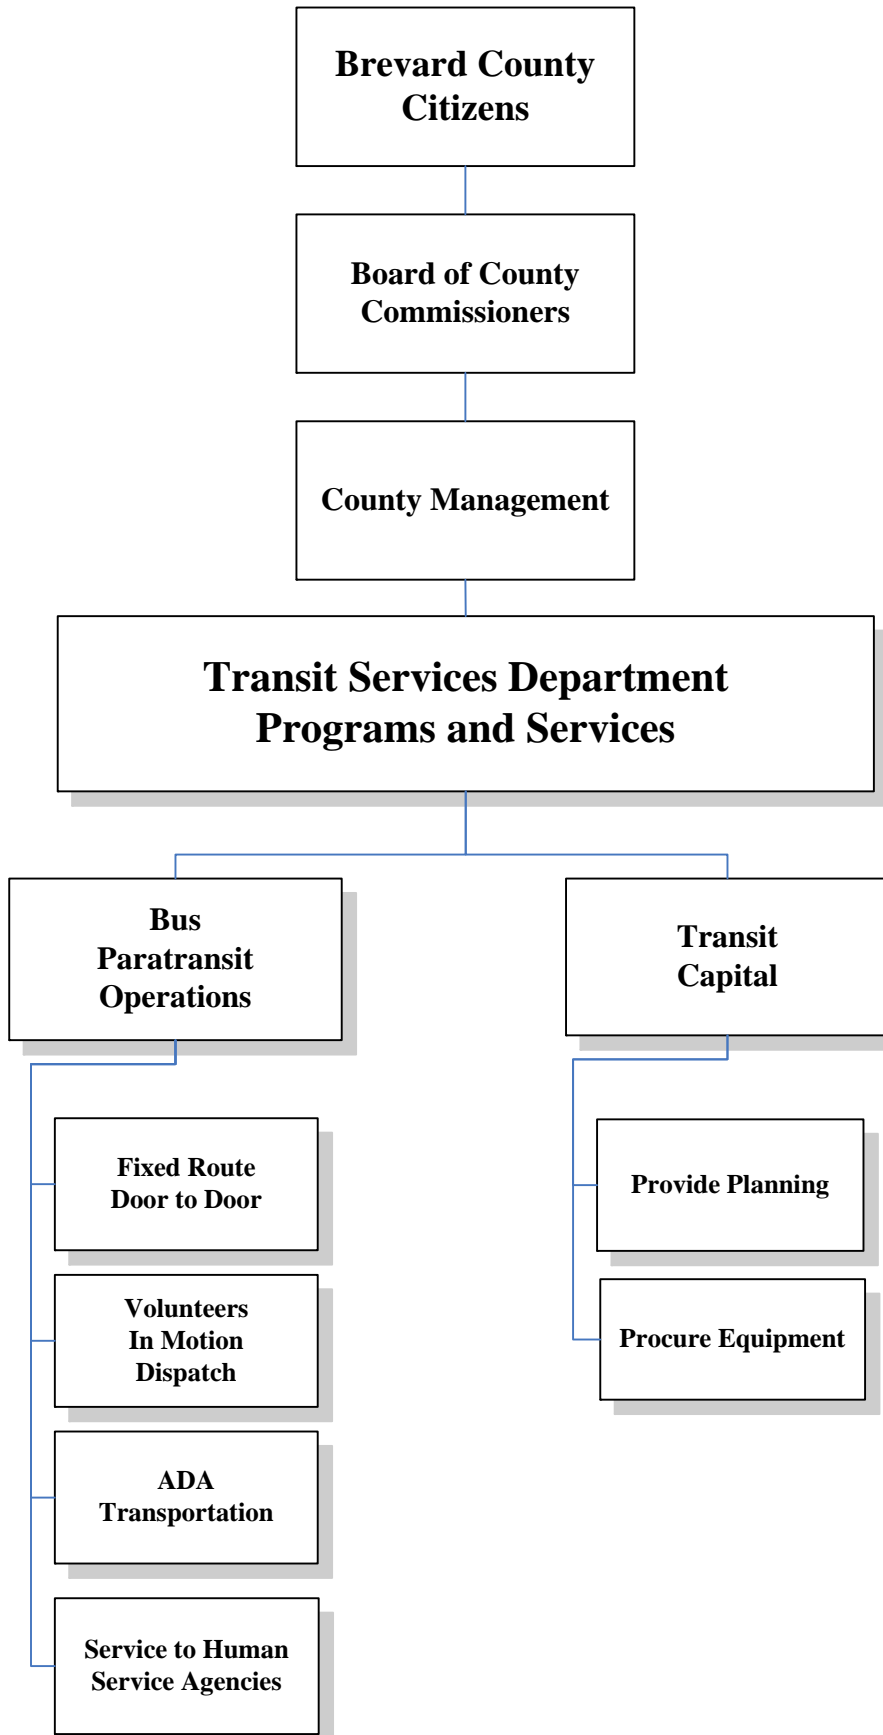 Brevard County
Citizens
Board of County
Commissioners
County Management
Transit Services Department
Programs and Services
Bus
Paratransit
Operations
Transit
Capital
Fixed Route
Door to Door
Provide Planning
Volunteers
In Motion
Dispatch
Procure Equipment
ADA
Transportation
Service to Human
Service Agencies